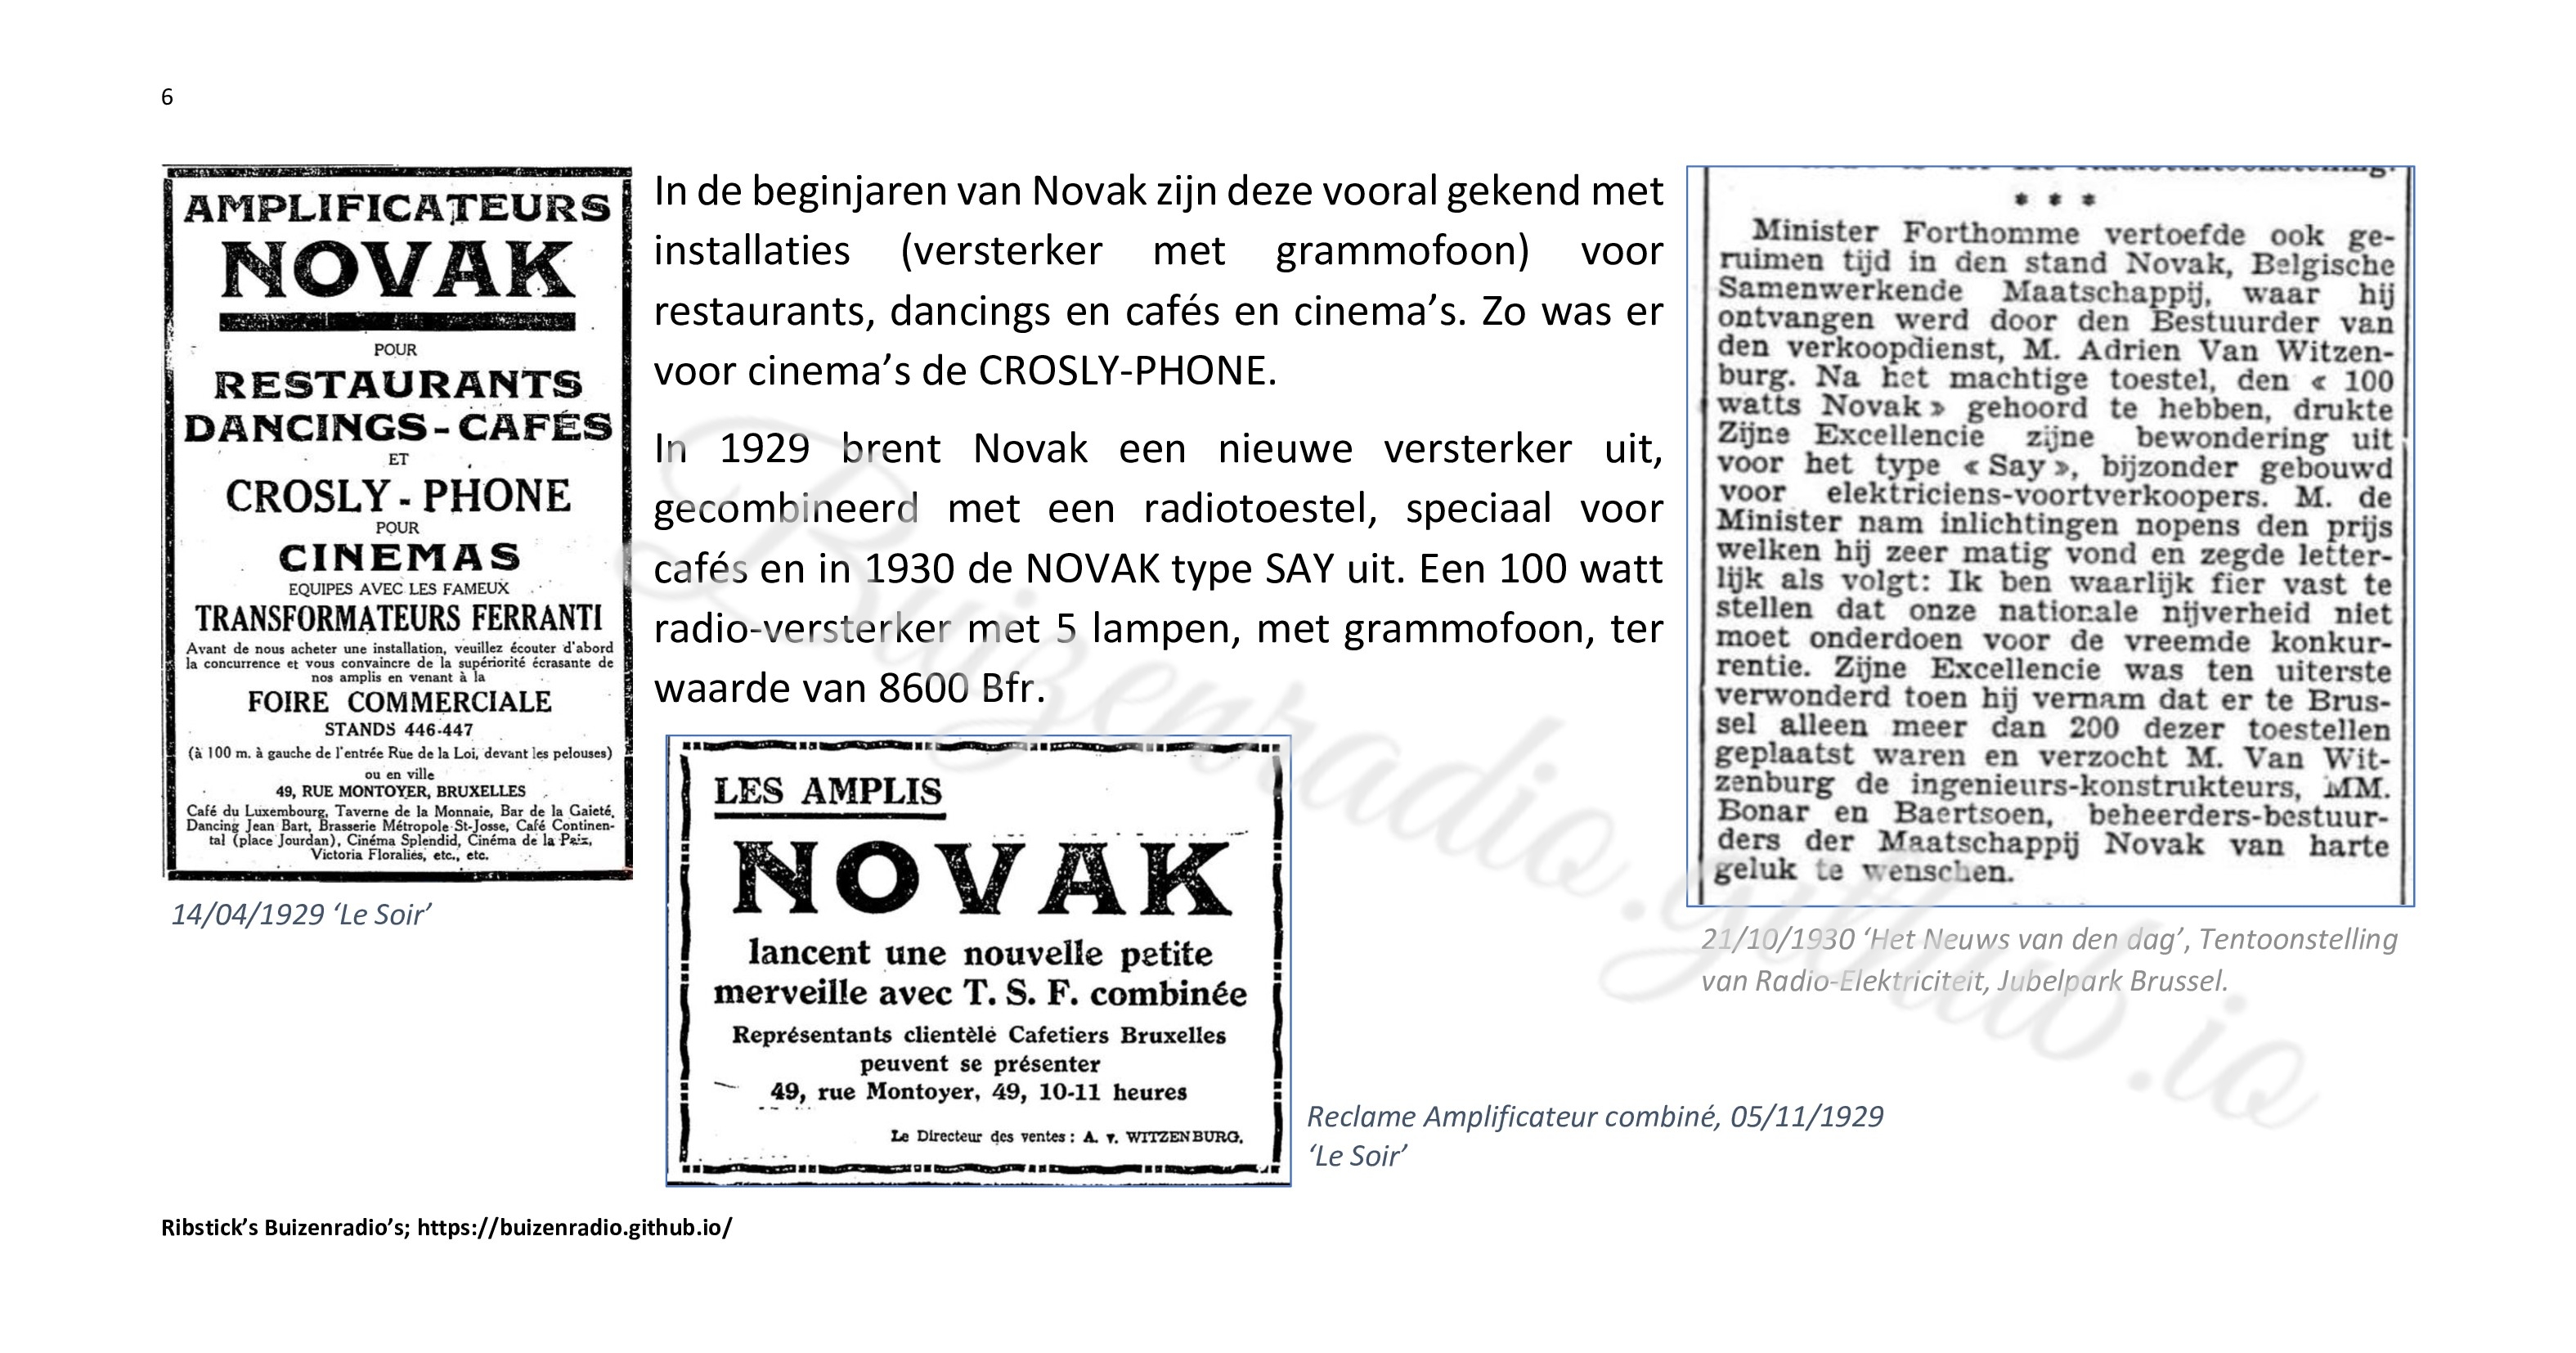 6
AMPLIFICATEURS
NOVAK
POUR
RESTAURANTS
DANCINGS - CAFÉS
ET
CROSLY - PHONE
POUR
CINEMAS
EQUIPES AVEC LES FAMEUX
TRANSFORMATEURS FERRANTI
Avant de nous acheter une installation, veuillez écouter d'abord
la concurrence et vous convaincre de la supériorité écrasante de
nos amplis en venant à la
FOIRE COMMERCIALE
STANDS 446-447
(à 100 m. à gauche de l'entrée Rue de la Loi, devant les pelouses)
ou en ville
49, RUE MONTOYER, BRUXELLES
Café du Luxembourg, Taverne de la Monnaie, Bar de la Gaieté,
Dancing Jean Bart, Brasserie Métropole St-Josse, Café Continen-
tal (place Jourdan), Cinéma Splendid, Cinéma de la Paix,
Victoria Floralies, etc., etc.
14/04/1929 ‘Le Soir’
In de beginjaren van Novak zijn deze vooral gekend met
installaties (versterker met grammofoon) voor
restaurants, dancings en cafés en cinema’s. Zo was er
voor cinema’s de CROSLY-PHONE.
In 1929 brent Novak een nieuwe versterker uit,
gecombineerd met een radiotoestel, speciaal voor
cafés en in 1930 de NOVAK type SAY uit. Een 100 watt
radio-versterker met 5 lampen, met grammofoon, ter
waarde van 8600 Bfr.
LES AMPLIS
NOVAK
lancent une nouvelle petite
merveille avec T. S. F. combinée
Représentants clientèle Cafetiers Bruxelles
peuvent se présenter
49, rue Montoyer, 49, 10-11 heures
Le Directeur des ventes : A. v. WITZENBURG.
Reclame Amplificateur combiné, 05/11/1929
‘Le Soir’
* * *
Minister Forthomme vertoefde ook ge-
ruimen tijd in den stand Novak, Belgische
Samenwerkende Maatschappij, waar hij
ontvangen werd door den Bestuurder van
den verkoopdienst, M. Adrien Van Witzen-
burg. Na het machtige toestel, den « 100
watts Novak » gehoord te hebben, drukte
Zijne Excellencie zijne bewondering uit
voor het type « Say », bijzonder gebouwd
voor elektriciens-voortverkoopers. M. de
Minister nam inlichtingen nopens den prijs
welken hij zeer matig vond en zegde letter-
lijk als volgt: Ik ben waarlijk fier vast te
stellen dat onze nationale nijverheid niet
moet onderdoen voor de vreemde konkur-
rentie. Zijne Excellencie was ten uiterste
verwonderd toen hij vernam dat er te Brus-
sel alleen meer dan 200 dezer toestellen
geplaatst waren en verzocht M. Van Wit-
zenburg de ingenieurs-konstrukteurs, MM.
Bonar en Baertsoen, beheerders-bestuur-
ders der Maatschappij Novak van harte
geluk te wenschen.
21/10/1930 ‘Het Neuws van den dag’, Tentoonstelling
van Radio-Elektriciteit, Jubelpark Brussel.
Buizenradio.github.io
Ribstick’s Buizenradio’s; https://buizenradio.github.io/